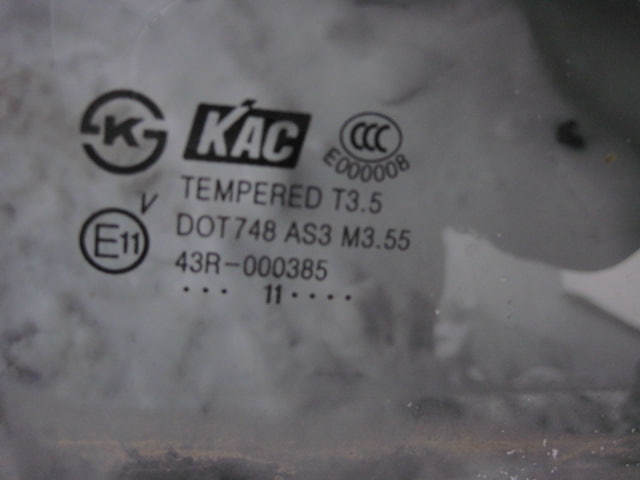 K KAC CCC
E000008
TEMPERED T3.5
V
DOT748 AS3 M3.55
E11
43R-000385
... 11....